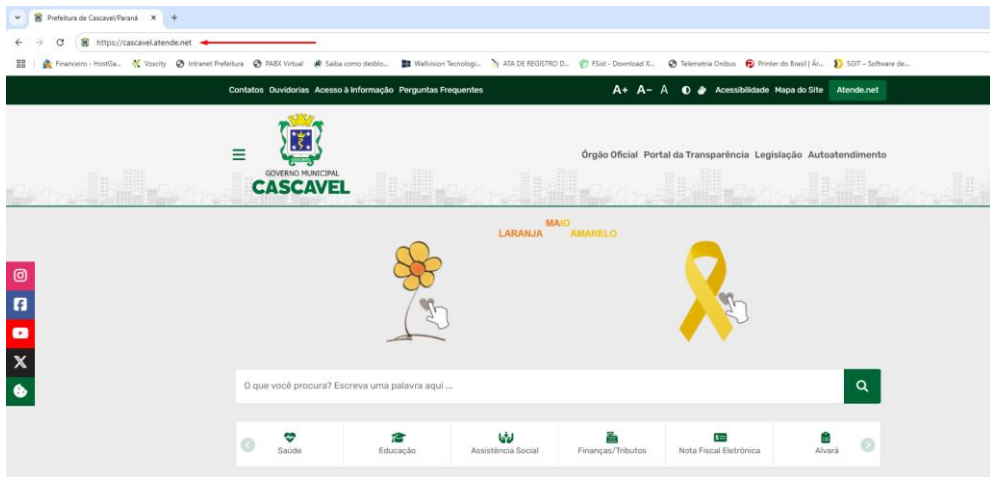 Prefeitura de Cascavel/Paraná
https://cascavel.atende.net
Financeiro - HostGa... Voxcity Intranet Prefeitura PABX Virtual Saiba como desblo... Wallvision Tecnologi... ATA DE REGISTRO D... FSist - Download X... Telemetria Onibus Printer do Brasil | Ár... SGIT – Software de...
Contatos Ouvidorias Acesso à Informação Perguntas Frequentes A+ A- A Acessibilidade Mapa do Site Atende.net
Órgão Oficial Portal da Transparência Legislação Autoatendimento
GOVERNO MUNICIPAL
CASCAVEL
MAIO
LARANJA AMARELO
O que você procura? Escreva uma palavra aqui ...
Saúde Educação Assistência Social Finanças/Tributos Nota Fiscal Eletrônica Alvará